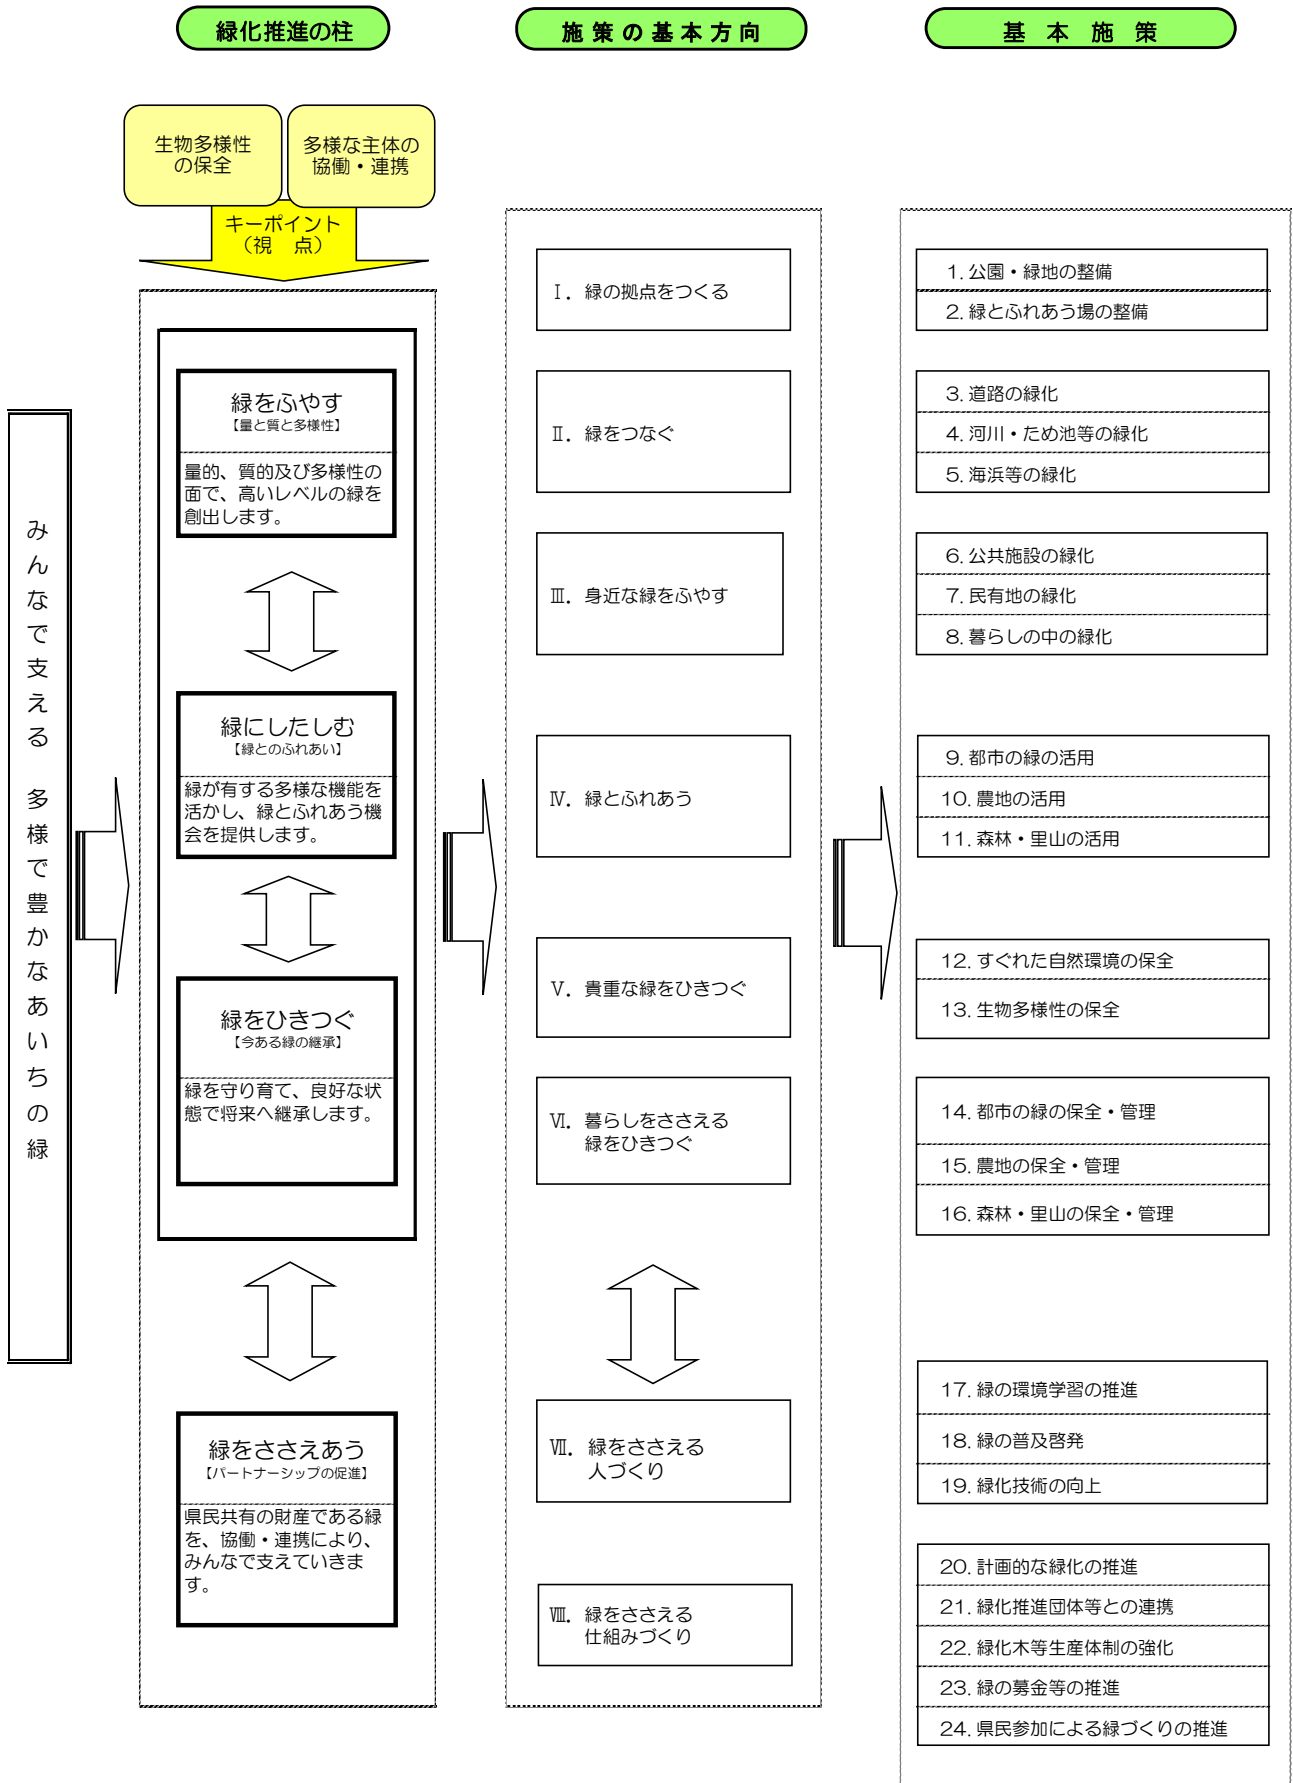 緑化推進の柱
施策の基本方向
基本施策
生物多様性
の保全
多様な主体の
協働・連携
キーポイント
（視　点）
みんなで支える　多様で豊かなあいちの緑
緑をふやす
【量と質と多様性】
量的、質的及び多様性の
面で、高いレベルの緑を
創出します。
緑にしたしむ
【緑とのふれあい】
緑が有する多様な機能を
活かし、緑とふれあう機
会を提供します。
緑をひきつぐ
【今ある緑の継承】
緑を守り育て、良好な状
態で将来へ継承します。
緑をささえあう
【パートナーシップの促進】
県民共有の財産である緑
を、協働・連携により、
みんなで支えていきま
す。
Ⅰ．緑の拠点をつくる
Ⅱ．緑をつなぐ
Ⅲ．身近な緑をふやす
Ⅳ．緑とふれあう
Ⅴ．貴重な緑をひきつぐ
Ⅵ．暮らしをささえる
緑をひきつぐ
Ⅶ．緑をささえる
人づくり
Ⅷ．緑をささえる
仕組みづくり
1. 公園・緑地の整備
2. 緑とふれあう場の整備
3. 道路の緑化
4. 河川・ため池等の緑化
5. 海浜等の緑化
6. 公共施設の緑化
7. 民有地の緑化
8. 暮らしの中の緑化
9. 都市の緑の活用
10. 農地の活用
11. 森林・里山の活用
12. すぐれた自然環境の保全
13. 生物多様性の保全
14. 都市の緑の保全・管理
15. 農地の保全・管理
16. 森林・里山の保全・管理
17. 緑の環境学習の推進
18. 緑の普及啓発
19. 緑化技術の向上
20. 計画的な緑化の推進
21. 緑化推進団体等との連携
22. 緑化木等生産体制の強化
23. 緑の募金等の推進
24. 県民参加による緑づくりの推進